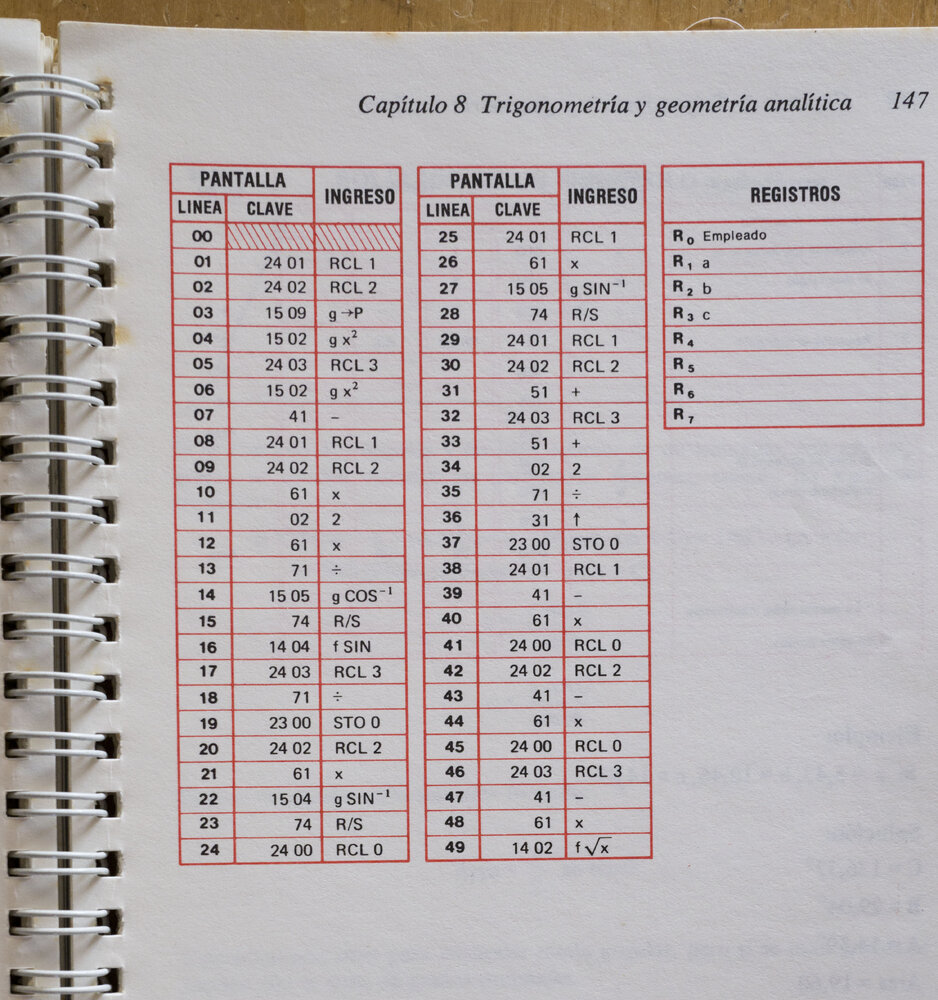 Capítulo 8 Trigonometría y geometría analítica 147
PANTALLA INGRESO
LINEA CLAVE
00
01 24 01 RCL 1
02 24 02 RCL 2
03 15 09 g →P
04 15 02 g x²
05 24 03 RCL 3
06 15 02 g x²
07 41 –
08 24 01 RCL 1
09 24 02 RCL 2
10 61 x
11 02 2
12 61 x
13 71 ÷
14 15 05 g COS⁻¹
15 74 R/S
16 14 04 f SIN
17 24 03 RCL 3
18 71 ÷
19 23 00 STO 0
20 24 02 RCL 2
21 61 x
22 15 04 g SIN⁻¹
23 74 R/S
24 24 00 RCL 0
PANTALLA INGRESO
LINEA CLAVE
25 24 01 RCL 1
26 61 x
27 15 05 g SIN⁻¹
28 74 R/S
29 24 01 RCL 1
30 24 02 RCL 2
31 51 +
32 24 03 RCL 3
33 51 +
34 02 2
35 71 ÷
36 31 ↑
37 23 00 STO 0
38 24 01 RCL 1
39 41 –
40 61 x
41 24 00 RCL 0
42 24 02 RCL 2
43 41 –
44 61 x
45 24 00 RCL 0
46 24 03 RCL 3
47 41 –
48 61 x
49 14 02 f √x
REGISTROS
R₀ Empleado
R₁ a
R₂ b
R₃ c
R₄
R₅
R₆
R₇